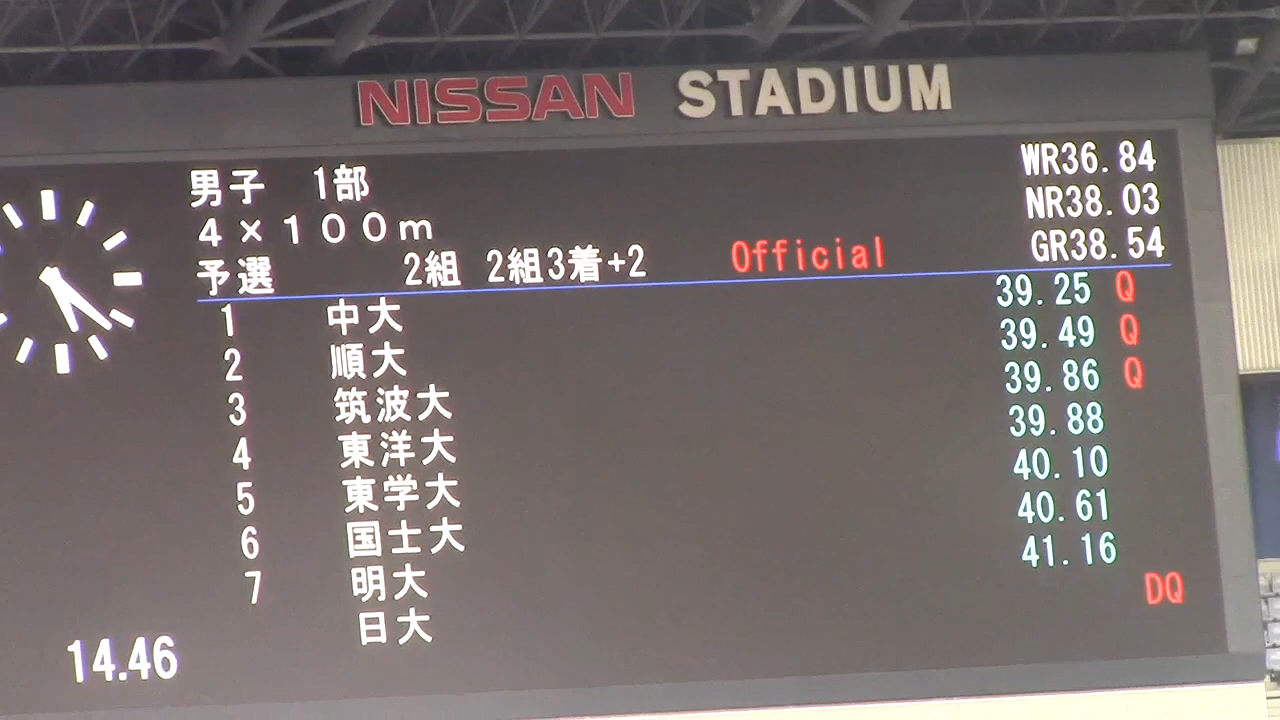 NISSAN STADIUM
男子 1部 WR36.84
4×100m NR38.03
予選 2組 2組3着+2 Official GR38.54
1 中大 39.25 Q
2 順大 39.49 Q
3 筑波大 39.86 Q
4 東洋大 39.88
5 東学大 40.10
6 国士大 40.61
7 明大 41.16
日大 DQ
14.46